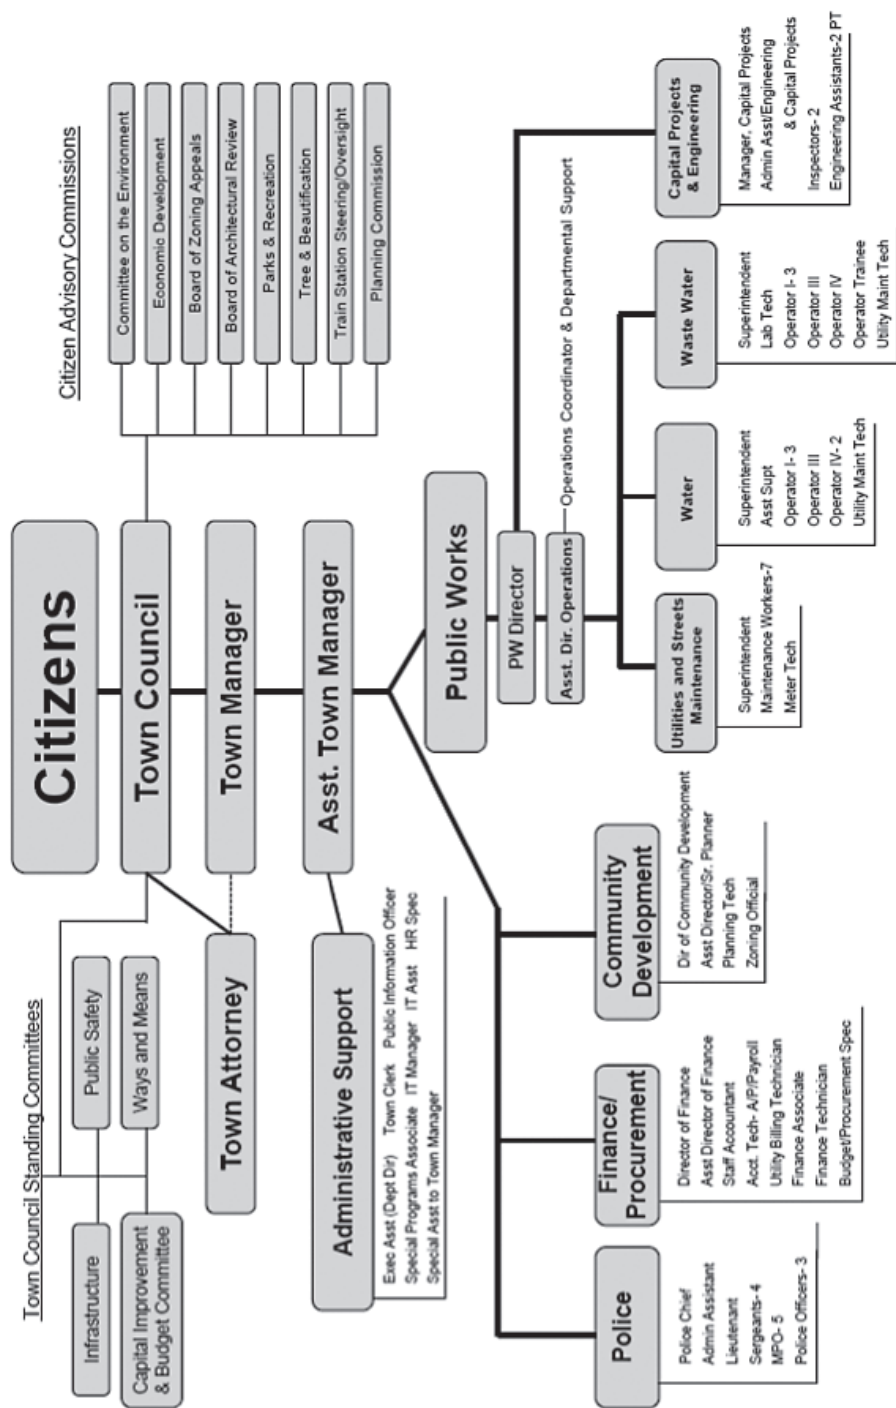 Citizens
Town Council Standing Committees
Infrastructure
Public Safety
Capital Improvement
& Budget Committee
Ways and Means
Town Council
Citizen Advisory Commissions
Committee on the Environment
Economic Development
Board of Zoning Appeals
Board of Architectural Review
Parks & Recreation
Tree & Beautification
Train Station Steering/Oversight
Planning Commission
Town Attorney
Town Manager
Administrative Support
Exec Asst (Dept Dir) Town Clerk Public Information Officer
Special Programs Associate IT Manager IT Asst HR Spec
Special Asst to Town Manager
Asst. Town Manager
Public Works
PW Director
Asst. Dir. Operations
Operations Coordinator & Departmental Support
Police
Police Chief
Admin Assistant
Lieutenant
Sergeants- 4
MPO- 5
Police Officers- 3
Finance/
Procurement
Director of Finance
Asst Director of Finance
Staff Accountant
Acct. Tech- A/P/Payroll
Utility Billing Technician
Finance Associate
Finance Technician
Budget/Procurement Spec
Community
Development
Dir of Community Development
Asst Director/Sr. Planner
Planning Tech
Zoning Official
Utilities and Streets
Maintenance
Superintendent
Maintenance Workers-7
Meter Tech
Water
Superintendent
Asst Supt
Operator I- 3
Operator III
Operator IV- 2
Utility Maint Tech
Waste Water
Superintendent
Lab Tech
Operator I- 3
Operator III
Operator IV
Operator Trainee
Utility Maint Tech
Capital Projects
& Engineering
Manager, Capital Projects
Admin Asst/Engineering
& Capital Projects
Inspectors- 2
Engineering Assistants-2 PT